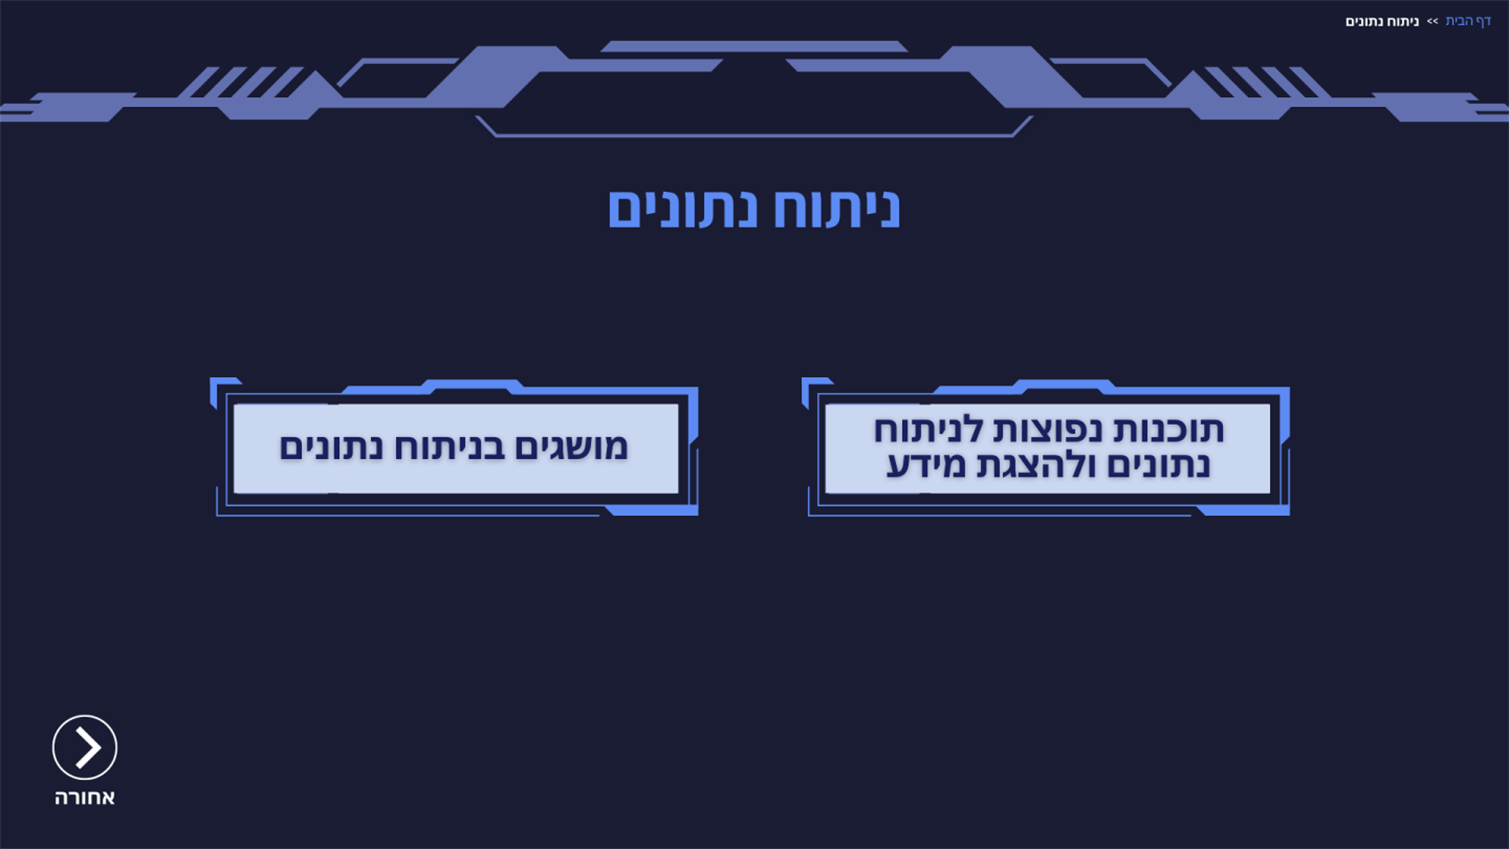 דף הבית >> ניתוח נתונים
ניתוח נתונים
תוכנות נפוצות לניתוח
נתונים ולהצגת מידע
מושגים בניתוח נתונים
אחורה